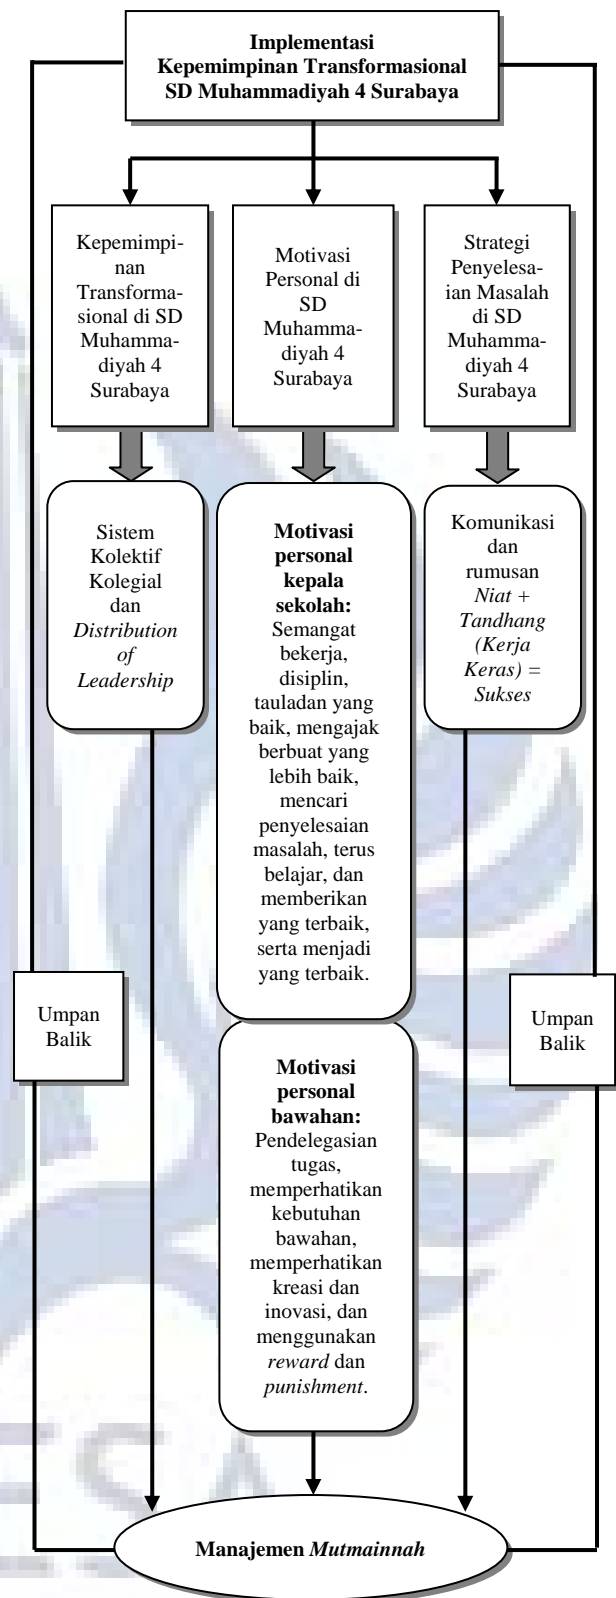 Implementasi
Kepemimpinan Transformasional
SD Muhammadiyah 4 Surabaya
Kepemimpi-
nan
Transforma-
sional di SD
Muhamma-
diyah 4
Surabaya
Motivasi
Personal di
SD
Muhamma-
diyah 4
Surabaya
Strategi
Penyelesa-
ian Masalah
di SD
Muhamma-
diyah 4
Surabaya
Sistem
Kolektif
Kolegial
dan
Distribution
of
Leadership
Motivasi
personal
kepala
sekolah:
Semangat
bekerja,
disiplin,
tauladan yang
baik, mengajak
berbuat yang
lebih baik,
mencari
penyelesaian
masalah, terus
belajar, dan
memberikan
yang terbaik,
serta menjadi
yang terbaik.
Komunikasi
dan
rumusan
Niat +
Tandhang
(Kerja
Keras) =
Sukses
Umpan
Balik
Umpan
Balik
Motivasi
personal
bawahan:
Pendelegasian
tugas,
memperhatikan
kebutuhan
bawahan,
memperhatikan
kreasi dan
inovasi, dan
menggunakan
reward dan
punishment.
Manajemen Mutmainnah